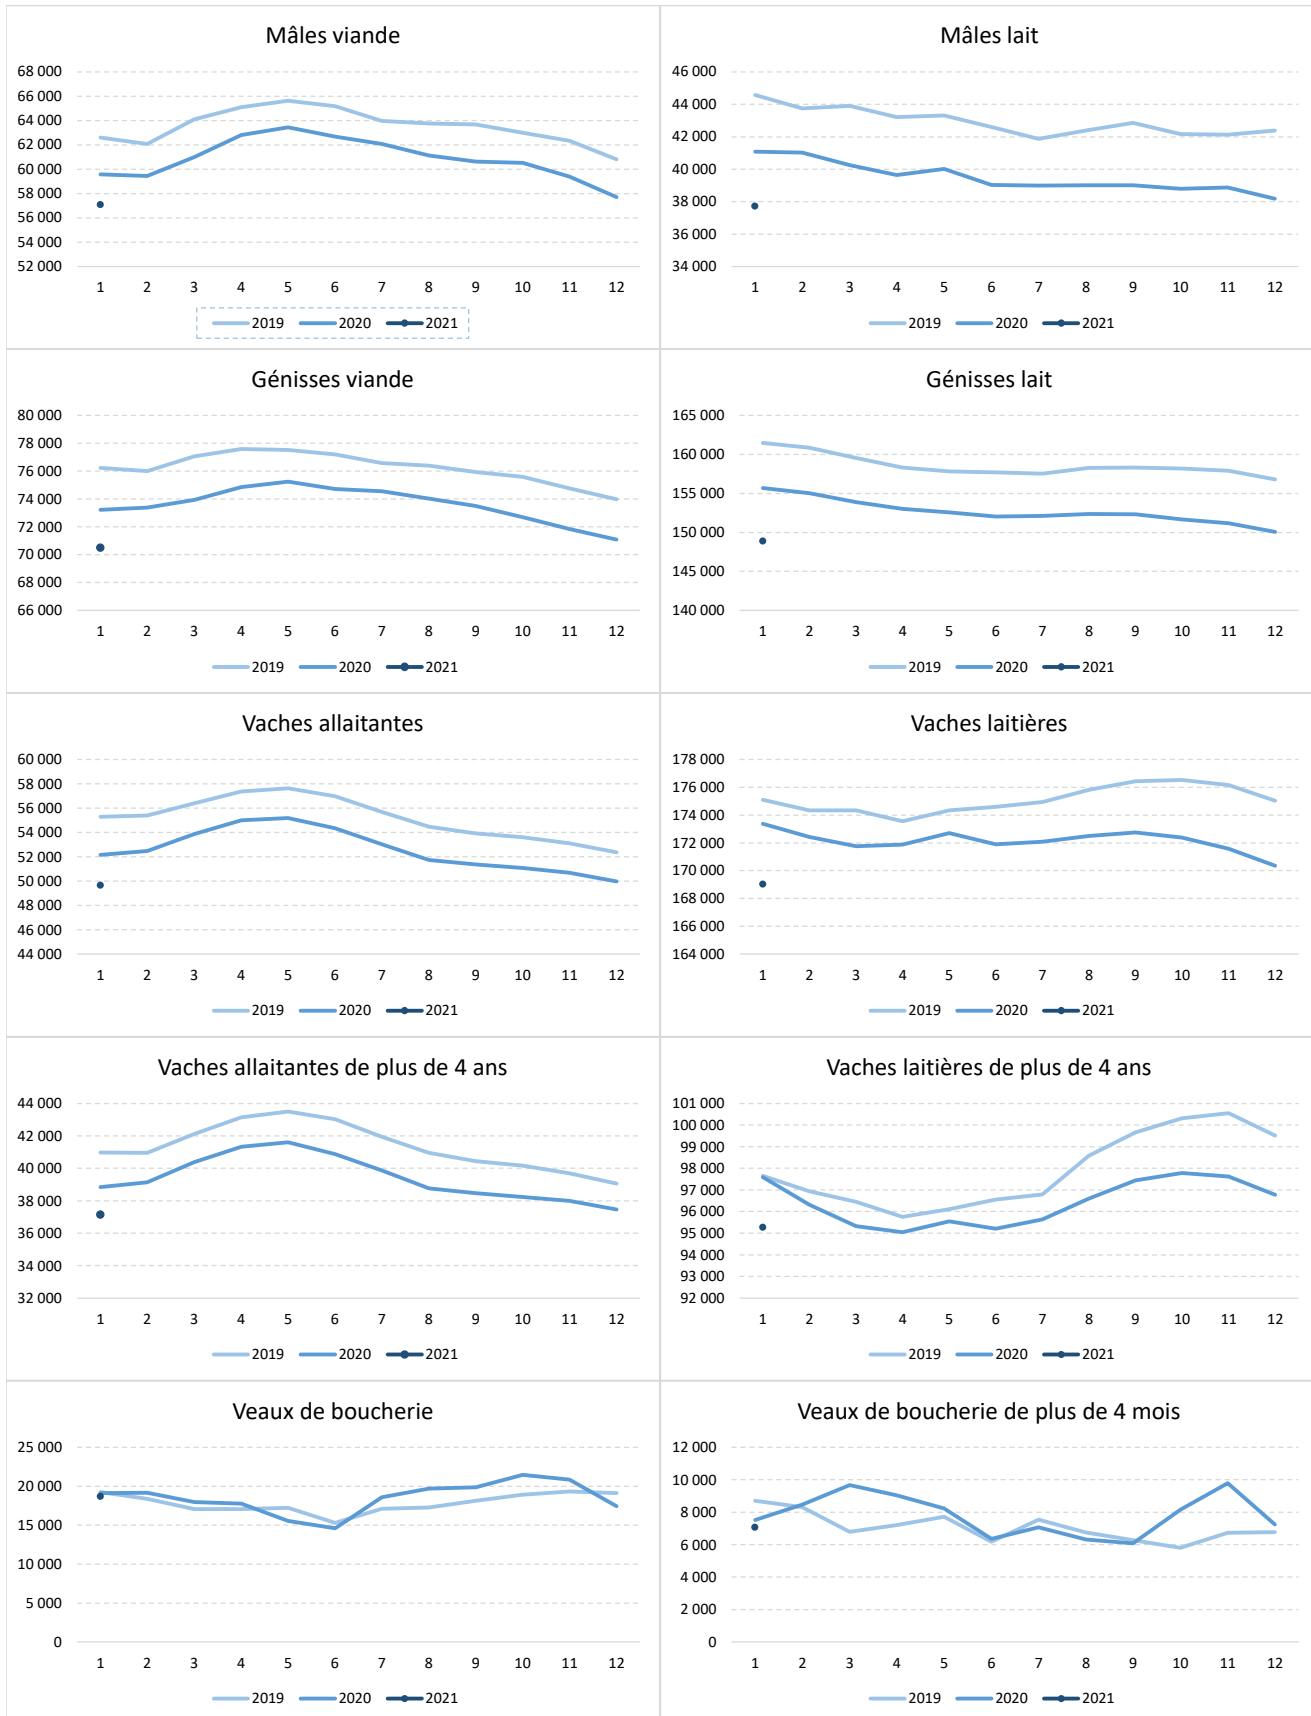 Mâles viande
68 000
66 000
64 000
62 000
60 000
58 000
56 000
54 000
52 000
1 2 3 4 5 6 7 8 9 10 11 12
2019 2020 2021
Mâles lait
46 000
44 000
42 000
40 000
38 000
36 000
34 000
1 2 3 4 5 6 7 8 9 10 11 12
2019 2020 2021
Génisses viande
80 000
78 000
76 000
74 000
72 000
70 000
68 000
66 000
1 2 3 4 5 6 7 8 9 10 11 12
2019 2020 2021
Génisses lait
165 000
160 000
155 000
150 000
145 000
140 000
1 2 3 4 5 6 7 8 9 10 11 12
2019 2020 2021
Vaches allaitantes
60 000
58 000
56 000
54 000
52 000
50 000
48 000
46 000
44 000
1 2 3 4 5 6 7 8 9 10 11 12
2019 2020 2021
Vaches laitières
178 000
176 000
174 000
172 000
170 000
168 000
166 000
164 000
1 2 3 4 5 6 7 8 9 10 11 12
2019 2020 2021
Vaches allaitantes de plus de 4 ans
44 000
42 000
40 000
38 000
36 000
34 000
32 000
1 2 3 4 5 6 7 8 9 10 11 12
2019 2020 2021
Vaches laitières de plus de 4 ans
101 000
100 000
99 000
98 000
97 000
96 000
95 000
94 000
93 000
92 000
1 2 3 4 5 6 7 8 9 10 11 12
2019 2020 2021
Veaux de boucherie
25 000
20 000
15 000
10 000
5 000
0
1 2 3 4 5 6 7 8 9 10 11 12
2019 2020 2021
Veaux de boucherie de plus de 4 mois
12 000
10 000
8 000
6 000
4 000
2 000
0
1 2 3 4 5 6 7 8 9 10 11 12
2019 2020 2021